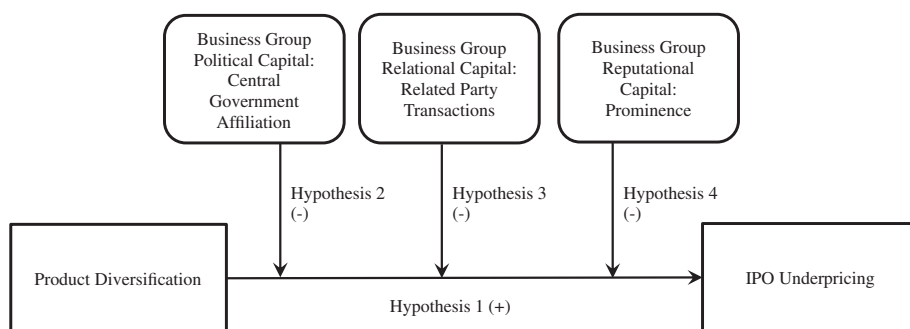 Business Group
Political Capital:
Central
Government
Affiliation
Business Group
Relational Capital:
Related Party
Transactions
Business Group
Reputational
Capital:
Prominence
Hypothesis 2
(-)
Hypothesis 3
(-)
Hypothesis 4
(-)
Product Diversification
IPO Underpricing
Hypothesis 1 (+)